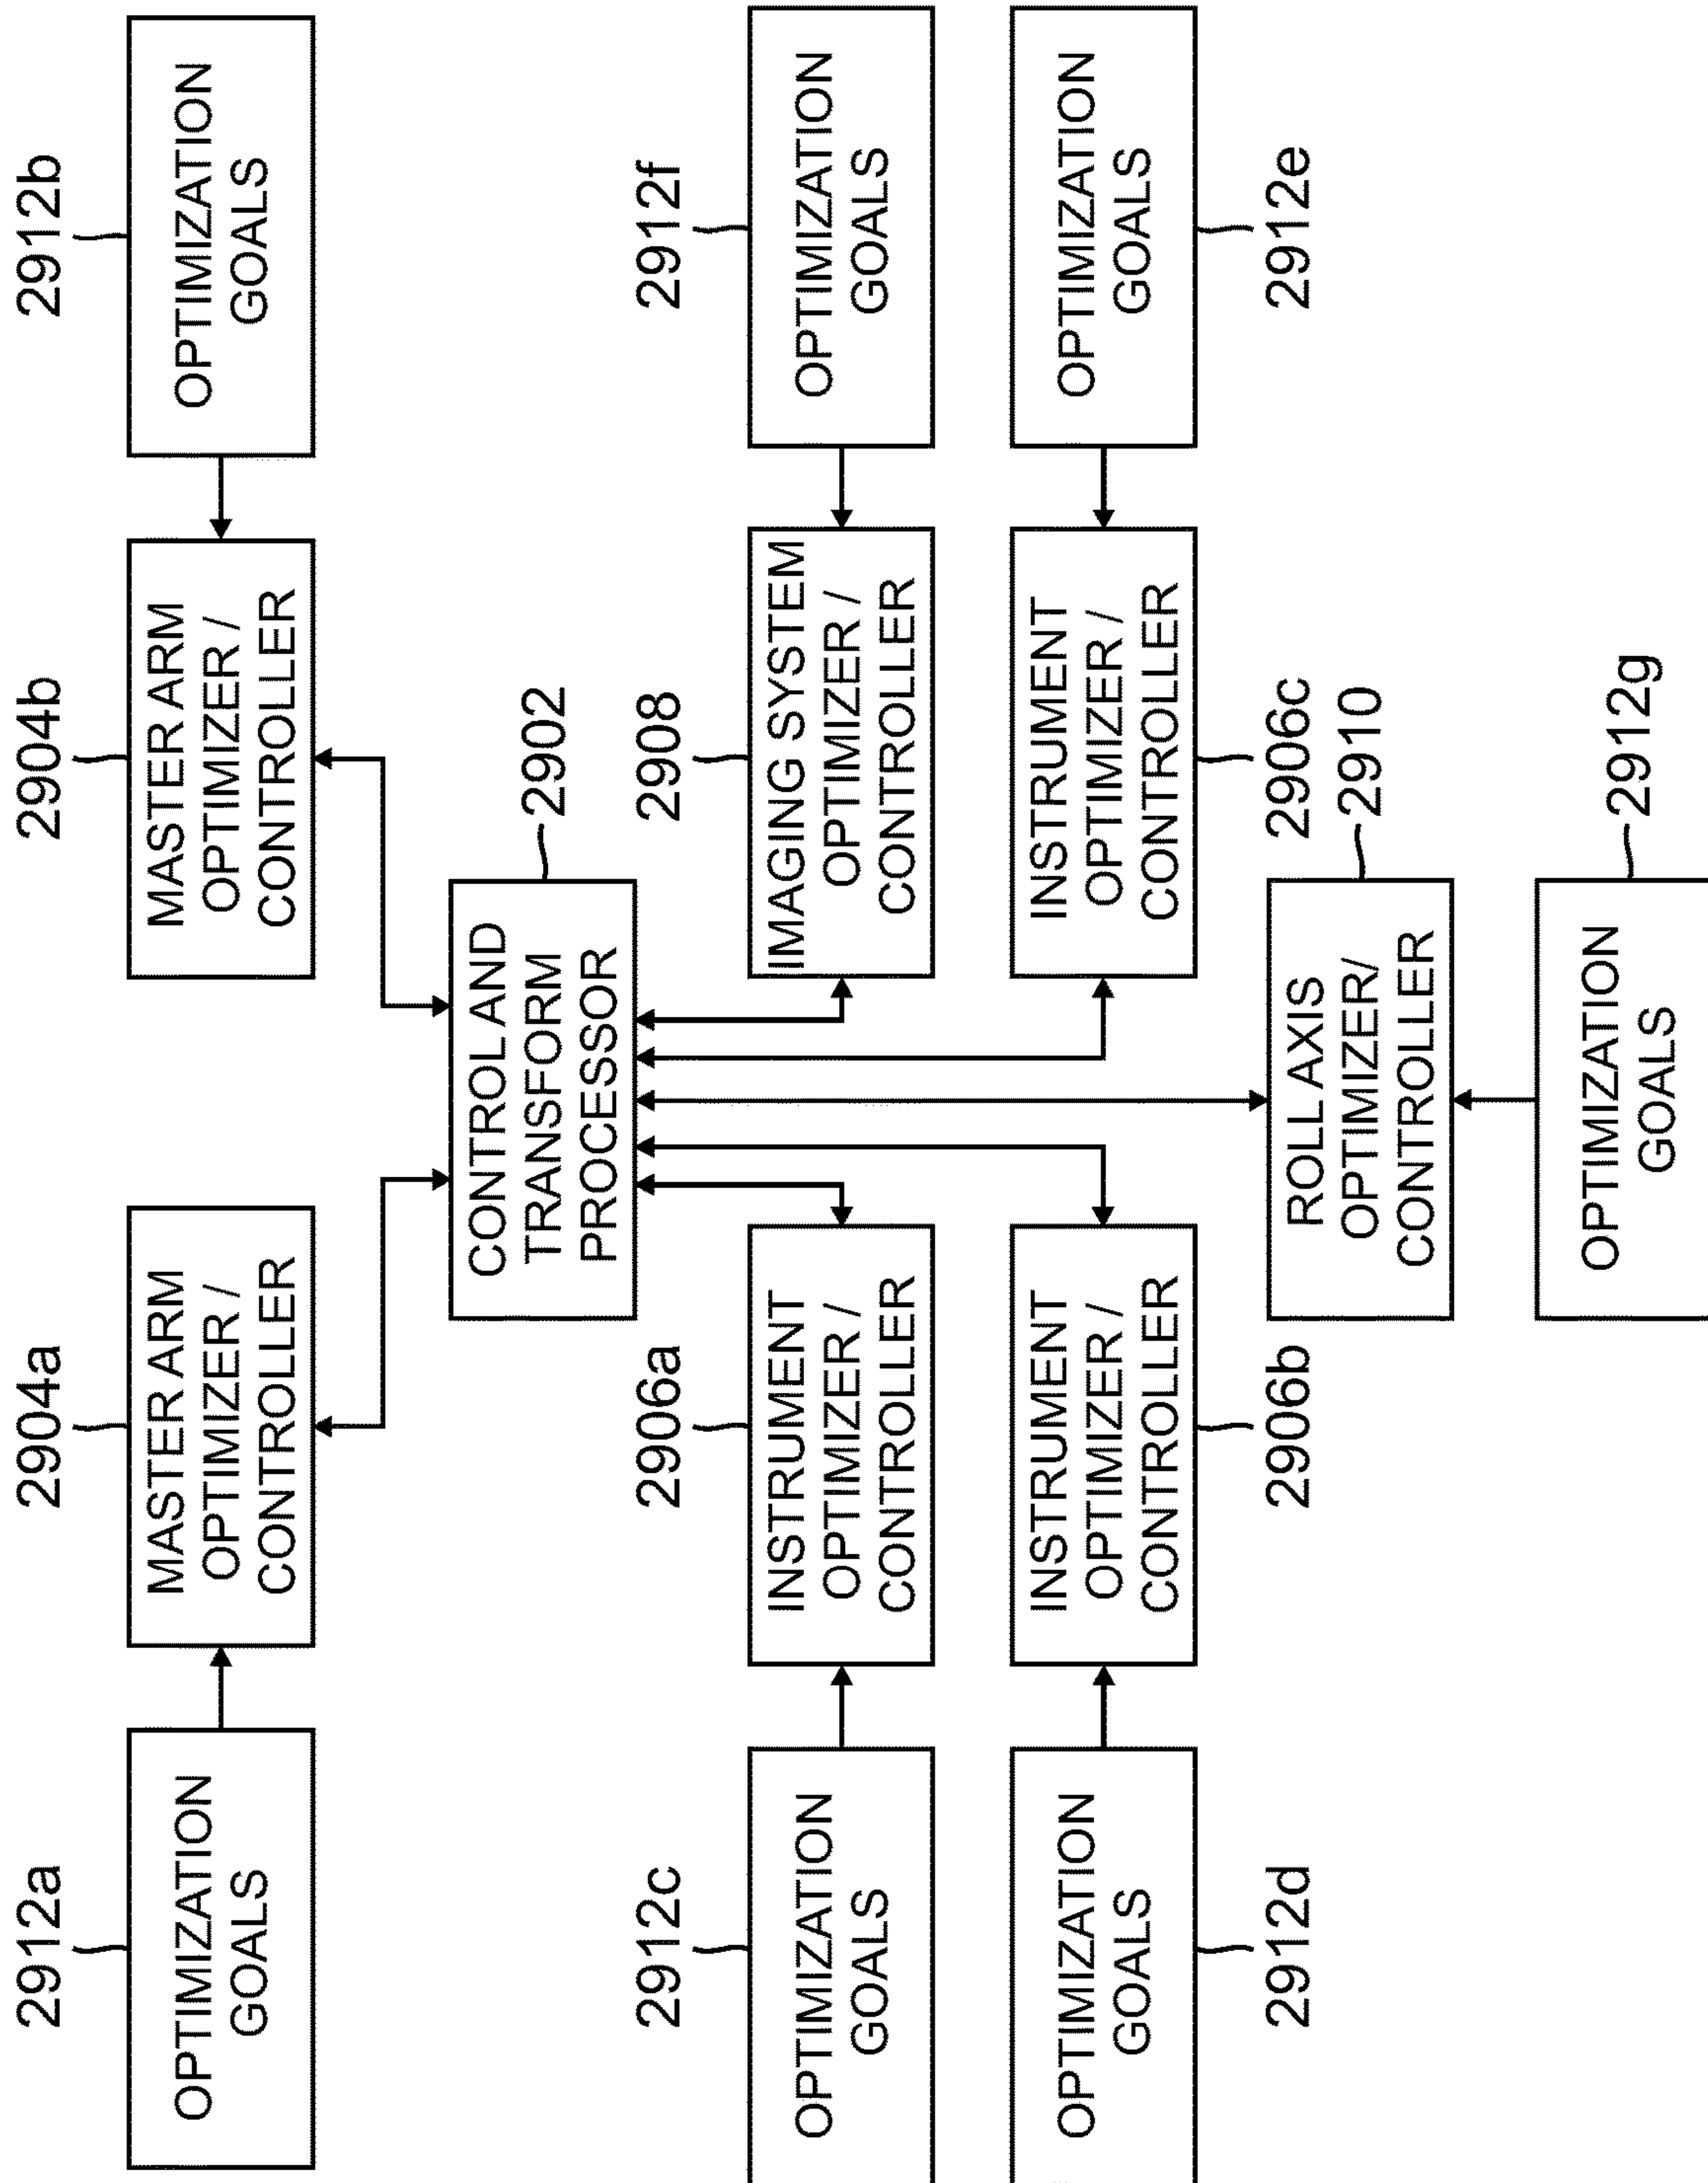 2912a
OPTIMIZATION
GOALS
2904a
MASTER ARM
OPTIMIZER /
CONTROLLER
2904b
MASTER ARM
OPTIMIZER /
CONTROLLER
2912b
OPTIMIZATION
GOALS
CONTROL AND
TRANSFORM
PROCESSOR
2902
2912c
OPTIMIZATION
GOALS
2906a
INSTRUMENT
OPTIMIZER /
CONTROLLER
2908
IMAGING SYSTEM
OPTIMIZER /
CONTROLLER
2912f
OPTIMIZATION
GOALS
OPTIMIZATION
GOALS
2912d
INSTRUMENT
OPTIMIZER /
CONTROLLER
2906b
INSTRUMENT
OPTIMIZER /
CONTROLLER
2906c
OPTIMIZATION
GOALS
2912e
ROLL AXIS
OPTIMIZER/
CONTROLLER
2910
OPTIMIZATION
GOALS
2912g